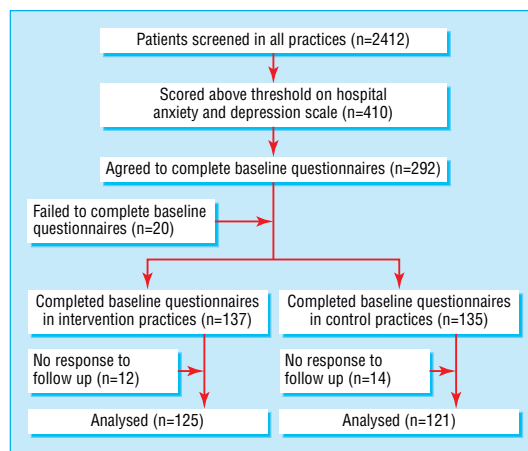 Patients screened in all practices (n=2412)
Scored above threshold on hospital
anxiety and depression scale (n=410)
Agreed to complete baseline questionnaires (n=292)
Failed to complete baseline
questionnaires (n=20)
Completed baseline questionnaires
in intervention practices (n=137)
Completed baseline questionnaires
in control practices (n=135)
No response to
follow up (n=12)
No response to
follow up (n=14)
Analysed (n=125)
Analysed (n=121)